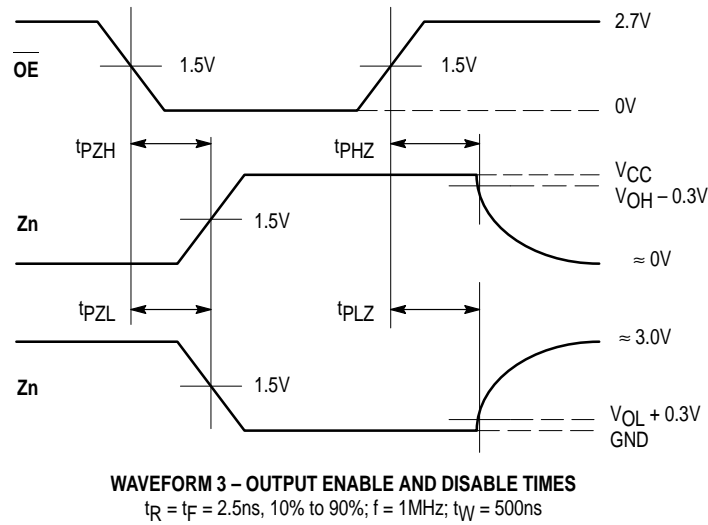 2.7V
OE
1.5V
1.5V
0V
tPZH
tPHZ
VCC
VOH – 0.3V
Zn
1.5V
≈ 0V
tPZL
tPLZ
≈ 3.0V
Zn
1.5V
VOL + 0.3V
GND
WAVEFORM 3 – OUTPUT ENABLE AND DISABLE TIMES
tR = tF = 2.5ns, 10% to 90%; f = 1MHz; tW = 500ns